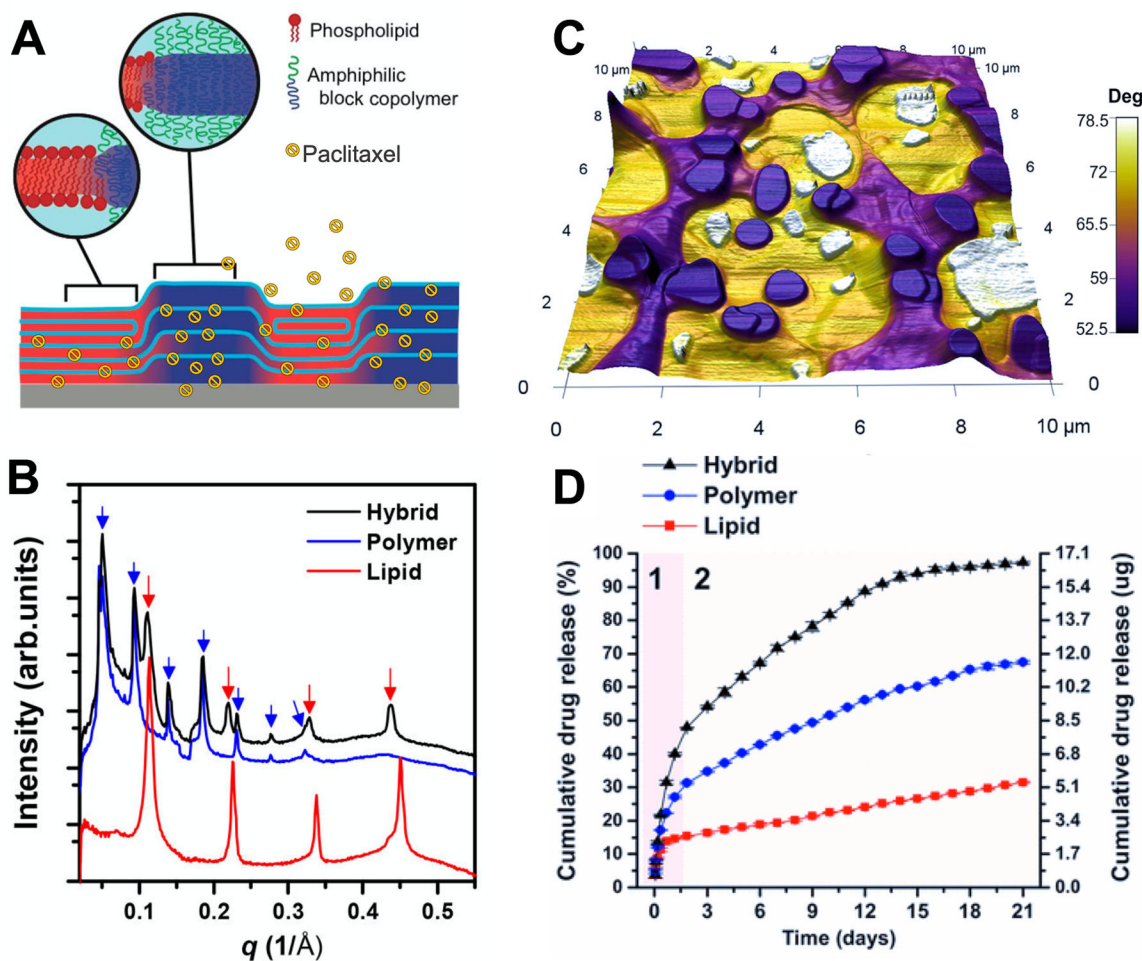 A
Phospholipid
Amphiphilic
block copolymer
Paclitaxel
B
Hybrid
Polymer
Lipid
Intensity (arb.units)
0.1 0.2 0.3 0.4 0.5
q (1/Å)
C
0 2 4 6 8 10 µm
10 µm 10 µm
8 8
6 6
4 4
2 2
0 0
0 2 4 6 8 10 µm
Deg
78.5
72
65.5
59
52.5
D
Hybrid
Polymer
Lipid
1 2
Cumulative drug release (%)
100
90
80
70
60
50
40
30
20
10
0
17.1
15.4
13.7
12.0
10.2
8.5
6.8
5.1
3.4
1.7
0.0
Cumulative drug release (ug)
0 3 6 9 12 15 18 21
Time (days)